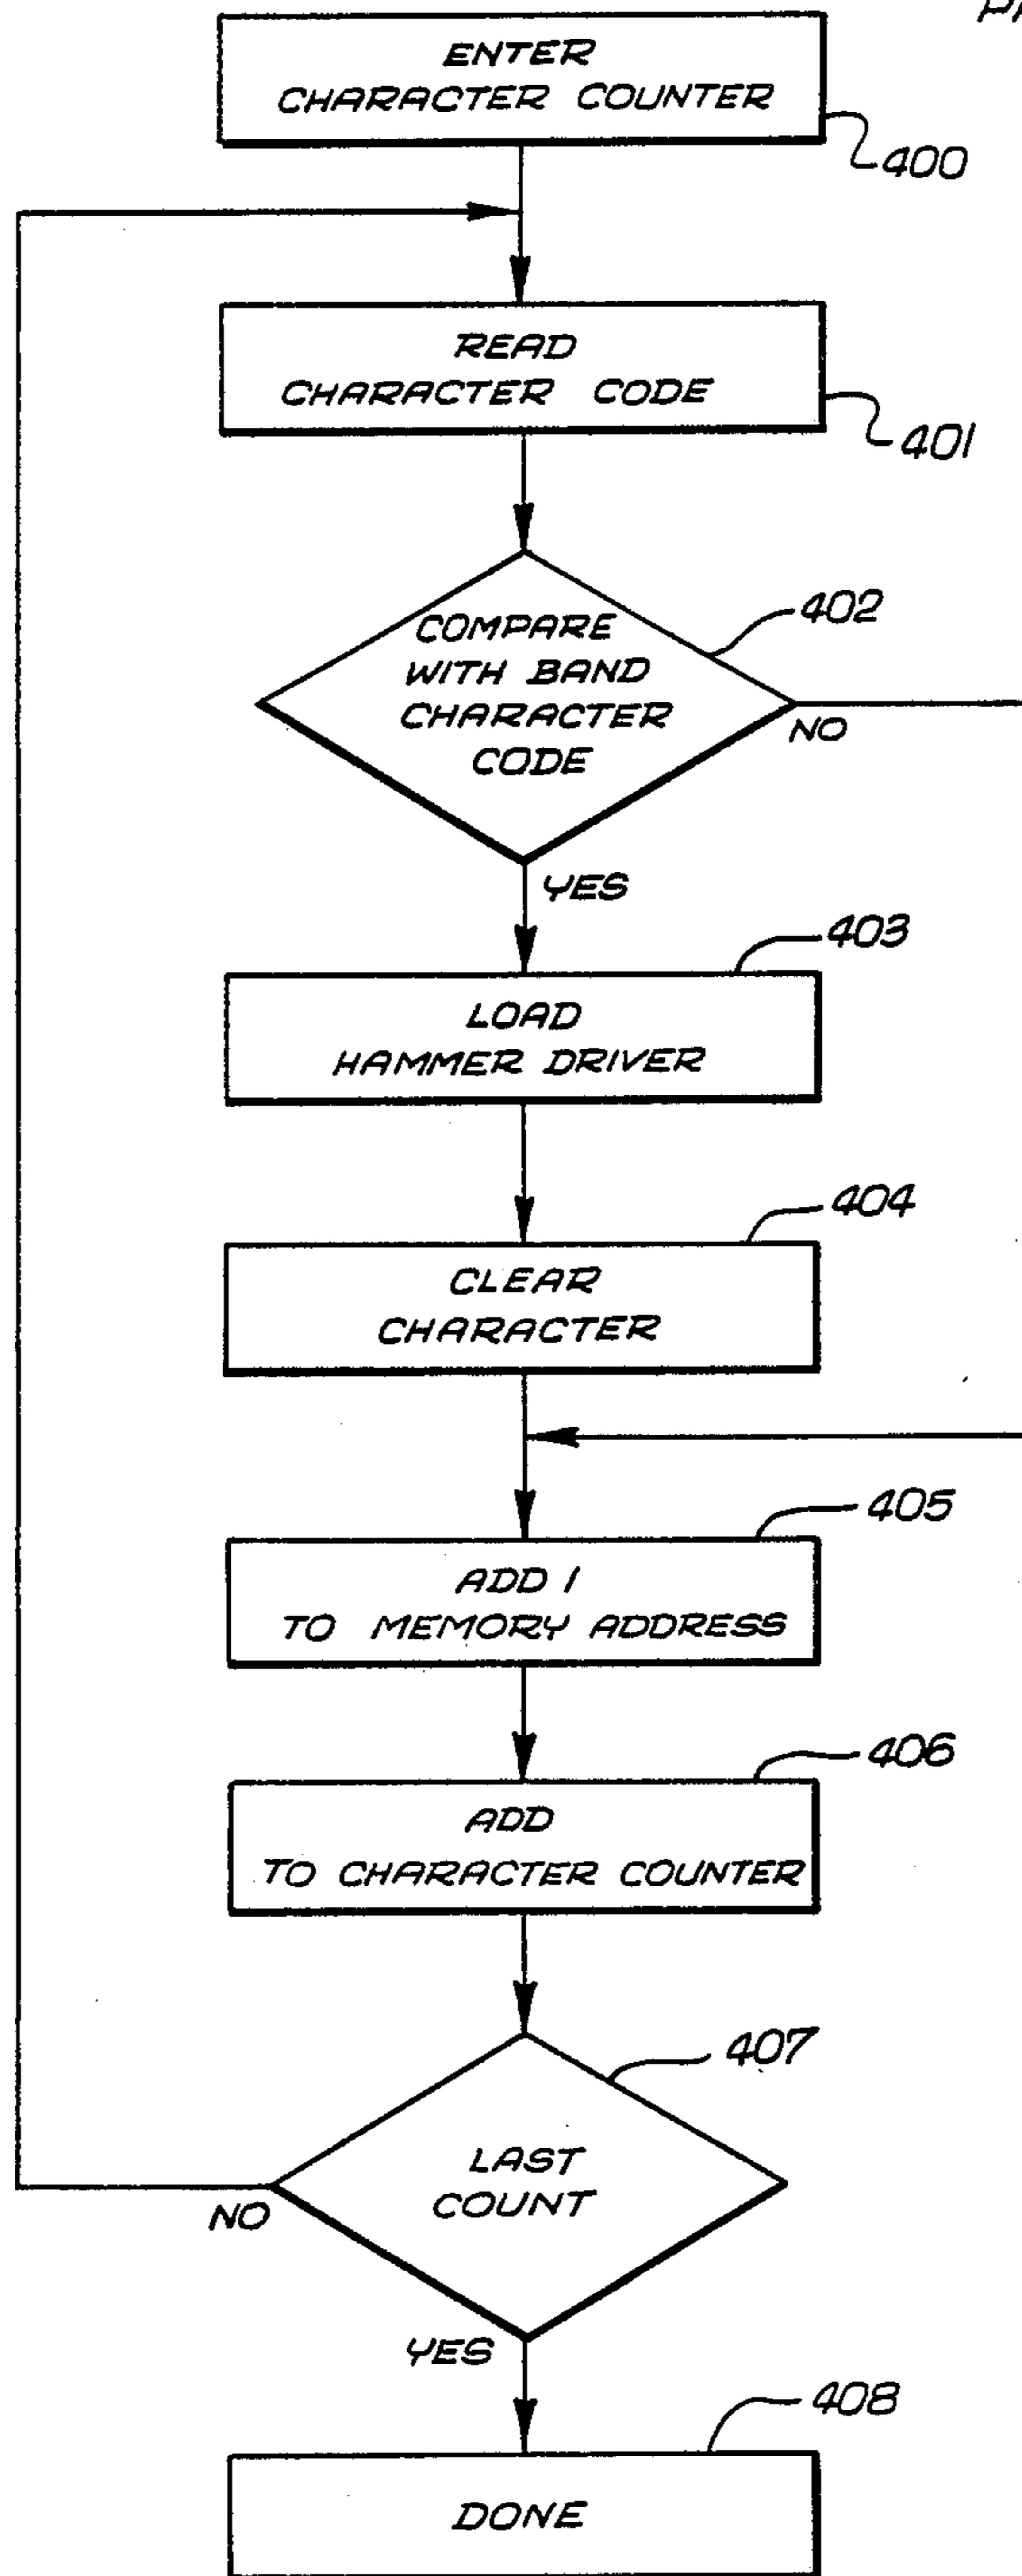 ENTER
CHARACTER COUNTER
400
READ
CHARACTER CODE
401
402
COMPARE
WITH BAND
CHARACTER
CODE
NO
YES
403
LOAD
HAMMER DRIVER
404
CLEAR
CHARACTER
405
ADD 1
TO MEMORY ADDRESS
406
ADD
TO CHARACTER COUNTER
407
LAST
COUNT
NO
YES
408
DONE